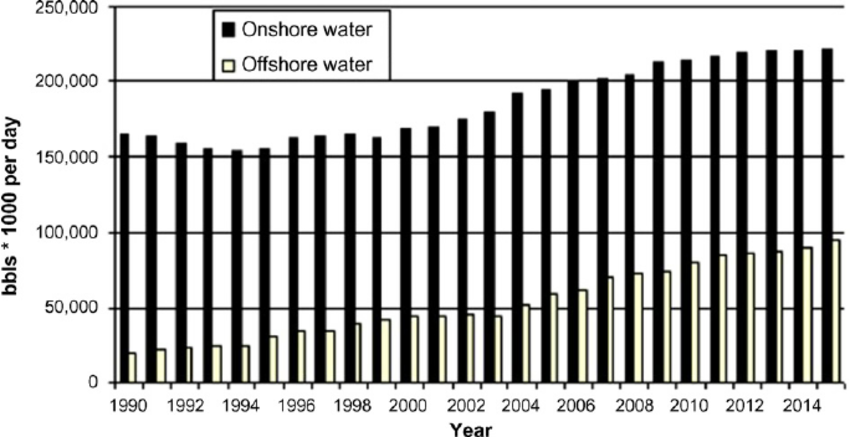 250,000
200,000
150,000
100,000
50,000
0
bbls * 1000 per day
Onshore water
Offshore water
1990 1992 1994 1996 1998 2000 2002 2004 2006 2008 2010 2012 2014
Year